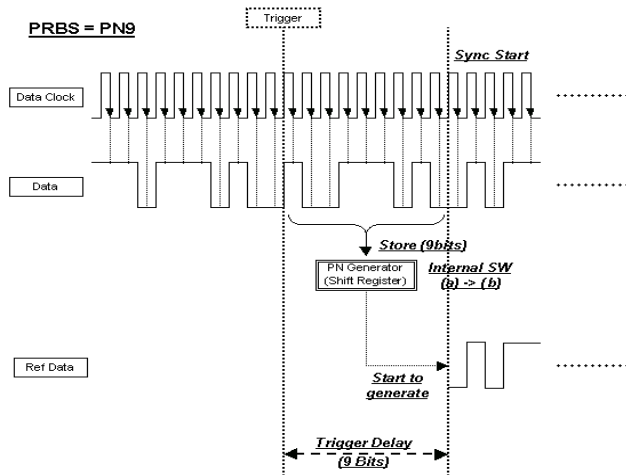 Trigger
PRBS = PN9
Sync Start
Data Clock
Data
Store (9bits)
PN Generator
(Shift Register)
Internal SW
(a) -> (b)
Ref Data
Start to
generate
Trigger Delay
(9 Bits)